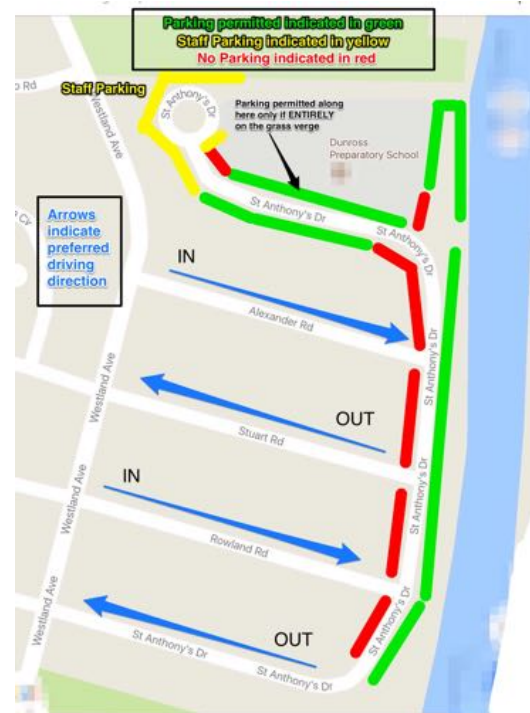 Parking permitted indicated in green
Staff Parking indicated in yellow
No Parking indicated in red
o Rd
Staff Parking
Westland Ave
St Anthony's Dr
Parking permitted along
here only if ENTIRELY
on the grass verge
Dunross
Preparatory School
St Anthony's Dr
St Anthony's Dr
Cir
Arrows
indicate
preferred
driving
direction
IN
Alexander Rd
St Anthony's Dr
Westland Ave
OUT
Stuart Rd
IN
St Anthony's Dr
Westland Ave
Rowland Rd
Westland Ave
OUT
St Anthony's Dr
St Anthony's Dr
St Anthony's Dr